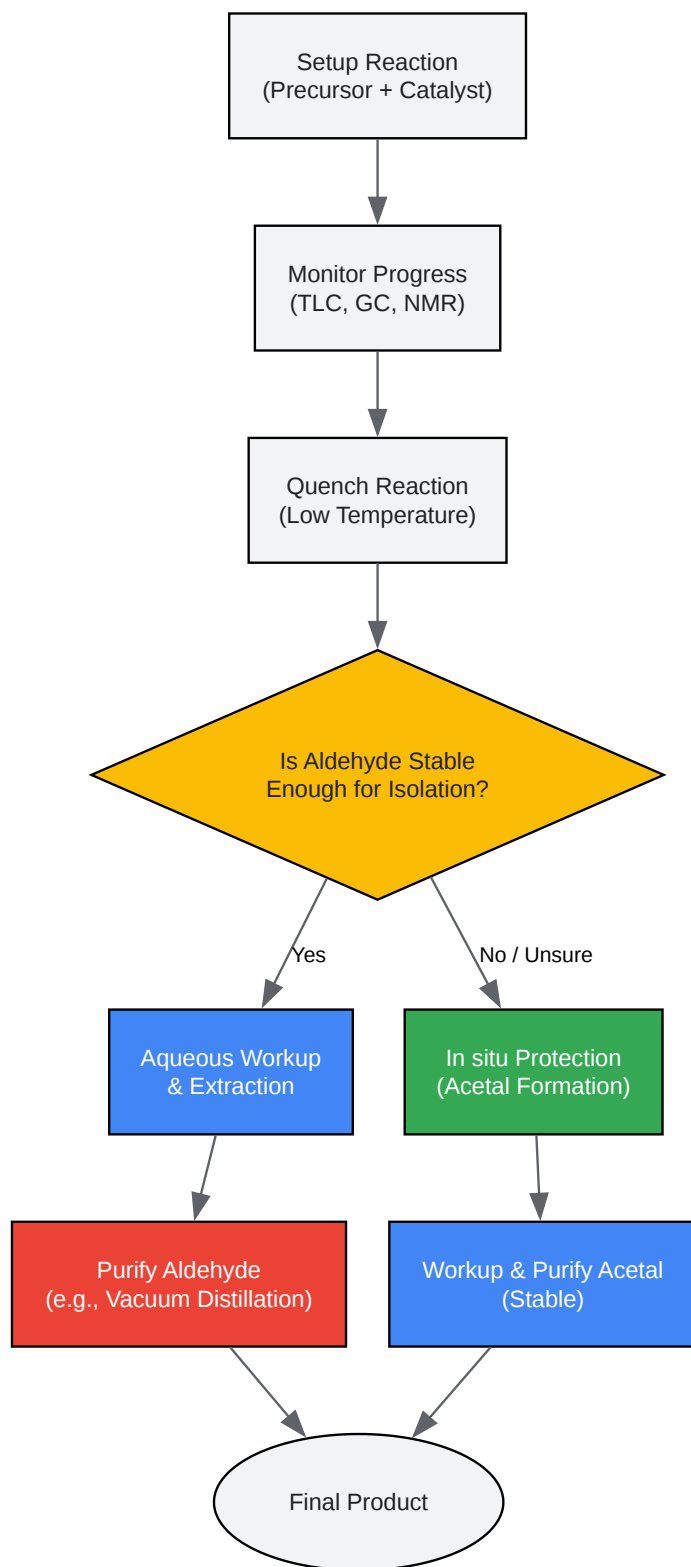 Setup Reaction
(Precursor + Catalyst)
Monitor Progress
(TLC, GC, NMR)
Quench Reaction
(Low Temperature)
Is Aldehyde Stable
Enough for Isolation?
Yes
No / Unsure
Aqueous Workup
& Extraction
In situ Protection
(Acetal Formation)
Purify Aldehyde
(e.g., Vacuum Distillation)
Workup & Purify Acetal
(Stable)
Final Product